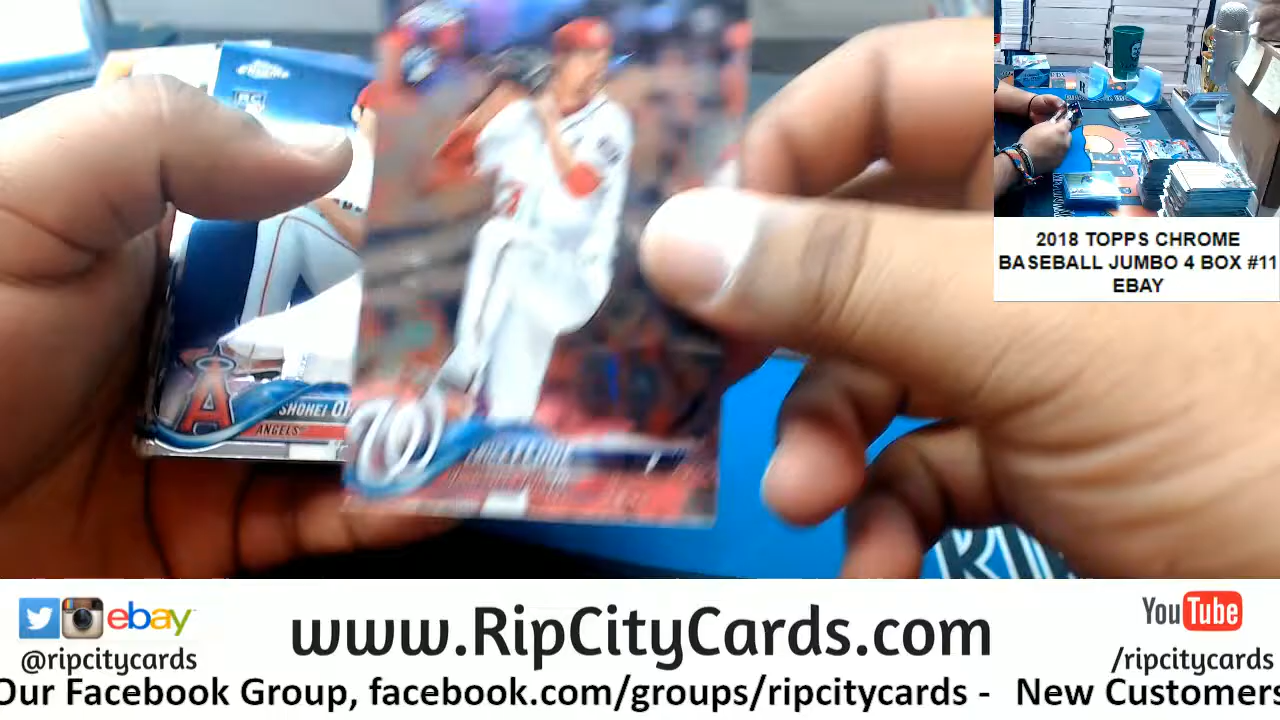 RC
SHOHEI
ANGELS
2018 TOPPS CHROME
BASEBALL JUMBO 4 BOX #11
EBAY
ebay
@ripcitycards
www.RipCityCards.com
YouTube
/ripcitycards
Our Facebook Group, facebook.com/groups/ripcitycards - New Customers